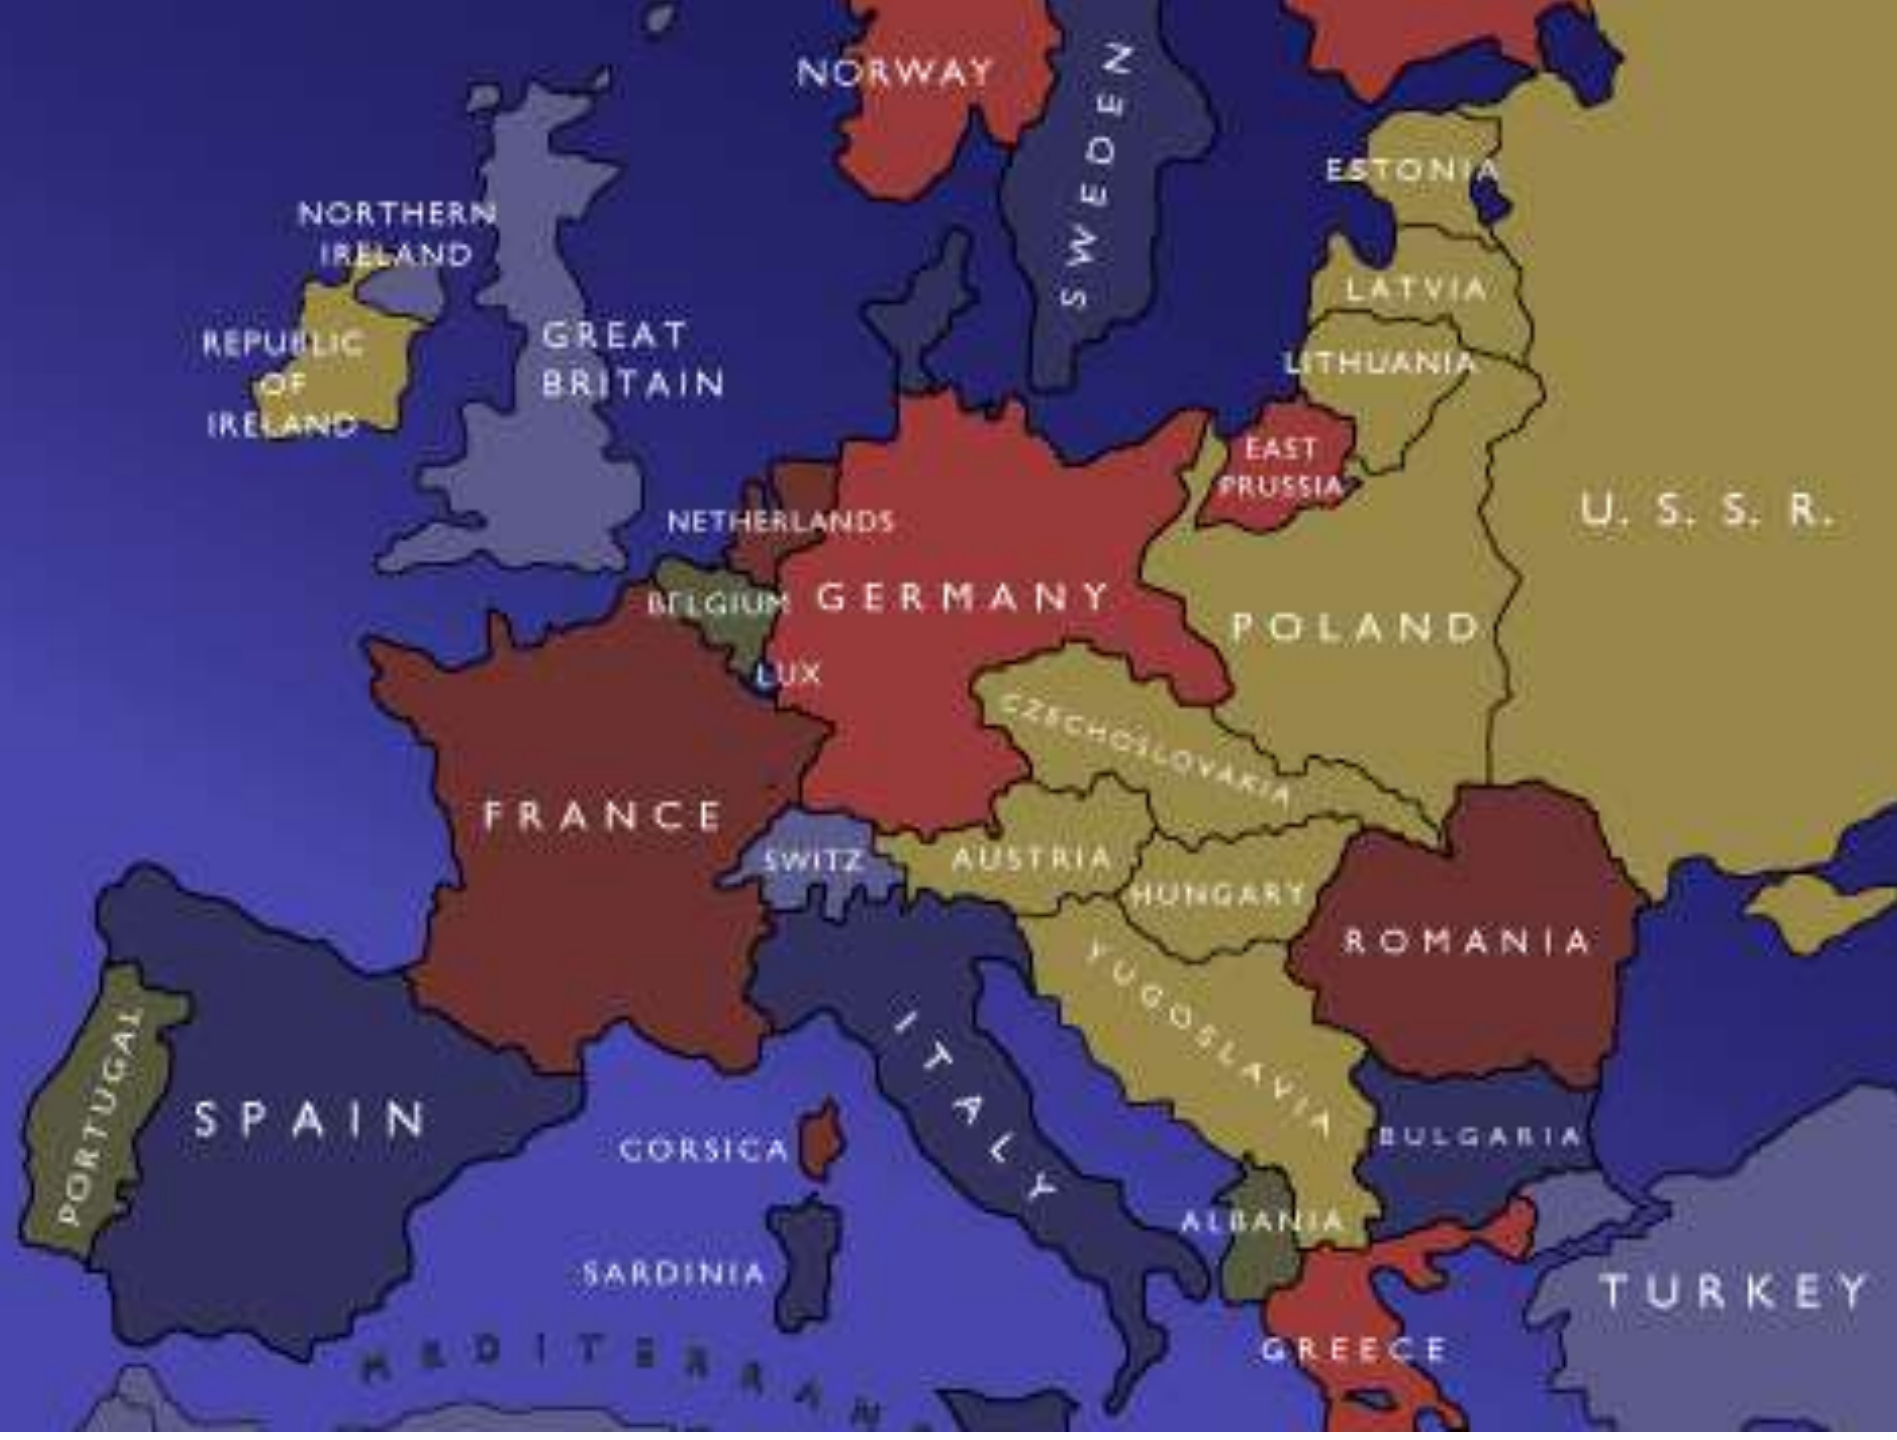 NORWAY
SWEDEN
ESTONIA
NORTHERN
IRELAND
LATVIA
REPUBLIC
OF
IRELAND
GREAT
BRITAIN
LITHUANIA
EAST
PRUSSIA
U. S. S. R.
NETHERLANDS
BELGIUM
GERMANY
POLAND
LUX
CZECHOSLOVAKIA
FRANCE
SWITZ
AUSTRIA
HUNGARY
ROMANIA
YUGOSLAVIA
ITALY
PORTUGAL
SPAIN
CORSICA
BULGARIA
ALBANIA
SARDINIA
TURKEY
GREECE
MEDITERRAN